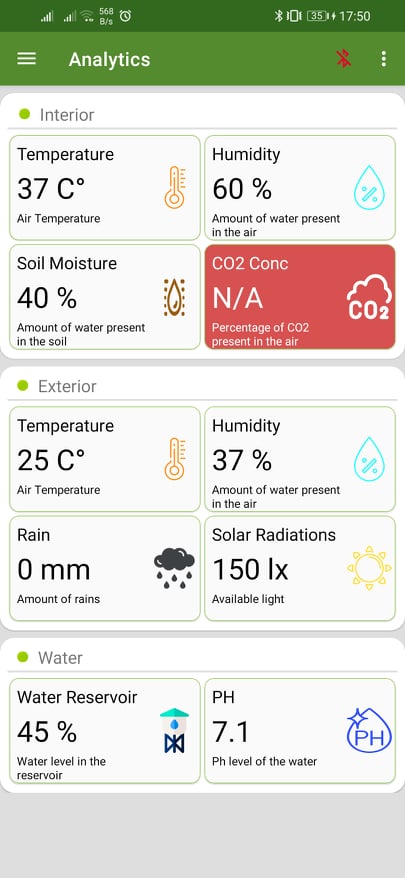 568
B/s
35
17:50
Analytics
Interior
Temperature
37 C°
Air Temperature
Humidity
60 %
Amount of water present
in the air
Soil Moisture
40 %
Amount of water present
in the soil
CO2 Conc
N/A
Percentage of CO2
present in the air
CO2
Exterior
Temperature
25 C°
Air Temperature
Humidity
37 %
Amount of water present
in the air
Rain
0 mm
Amount of rains
Solar Radiations
150 lx
Available light
Water
Water Reservoir
45 %
Water level in the
reservoir
PH
7.1
Ph level of the water
PH